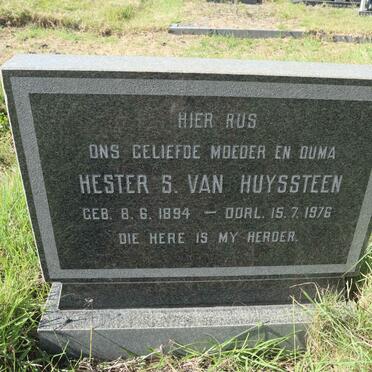 HIER RUS
ONS GELIEFDE MOEDER EN OUMA
HESTER S. VAN HUYSSTEEN
GEB. 8. 6. 1894 — OORL. 15. 7. 1976
DIE HERE IS MY HERDER.